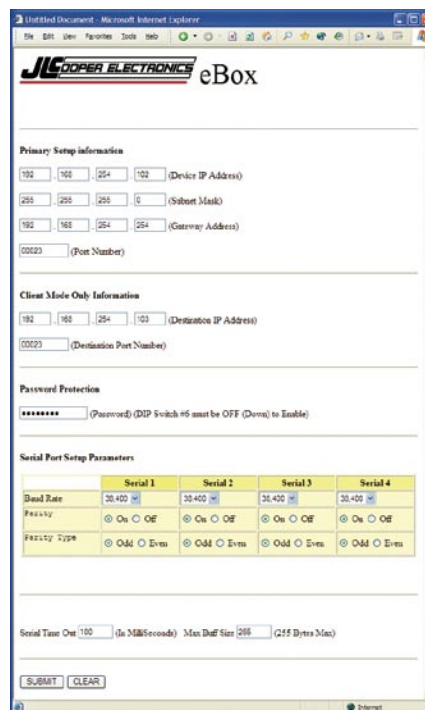 Untitled Document - Microsoft Internet Explorer
File Edit View Favorites Tools Help
JLCOOPER ELECTRONICS eBox
Primary Setup information
192 . 168 . 254 . 102 (Device IP Address)
255 . 255 . 255 . 0 (Subnet Mask)
192 . 168 . 254 . 254 (Gateway Address)
00023 (Port Number)
Client Mode Only Information
192 . 168 . 254 . 103 (Destination IP Address)
00023 (Destination Port Number)
Password Protection
•••••••• (Password) (DIP Switch #6 must be OFF (Down) to Enable)
Serial Port Setup Parameters
Serial 1 Serial 2 Serial 3 Serial 4
Baud Rate 38,400 38,400 38,400 38,400
Parity On Off On Off On Off On Off
Parity Type Odd Even Odd Even Odd Even Odd Even
Serial Time Out 100 (In MilliSeconds) Max Buff Size (255 Bytes Max)
SUBMIT CLEAR
Internet